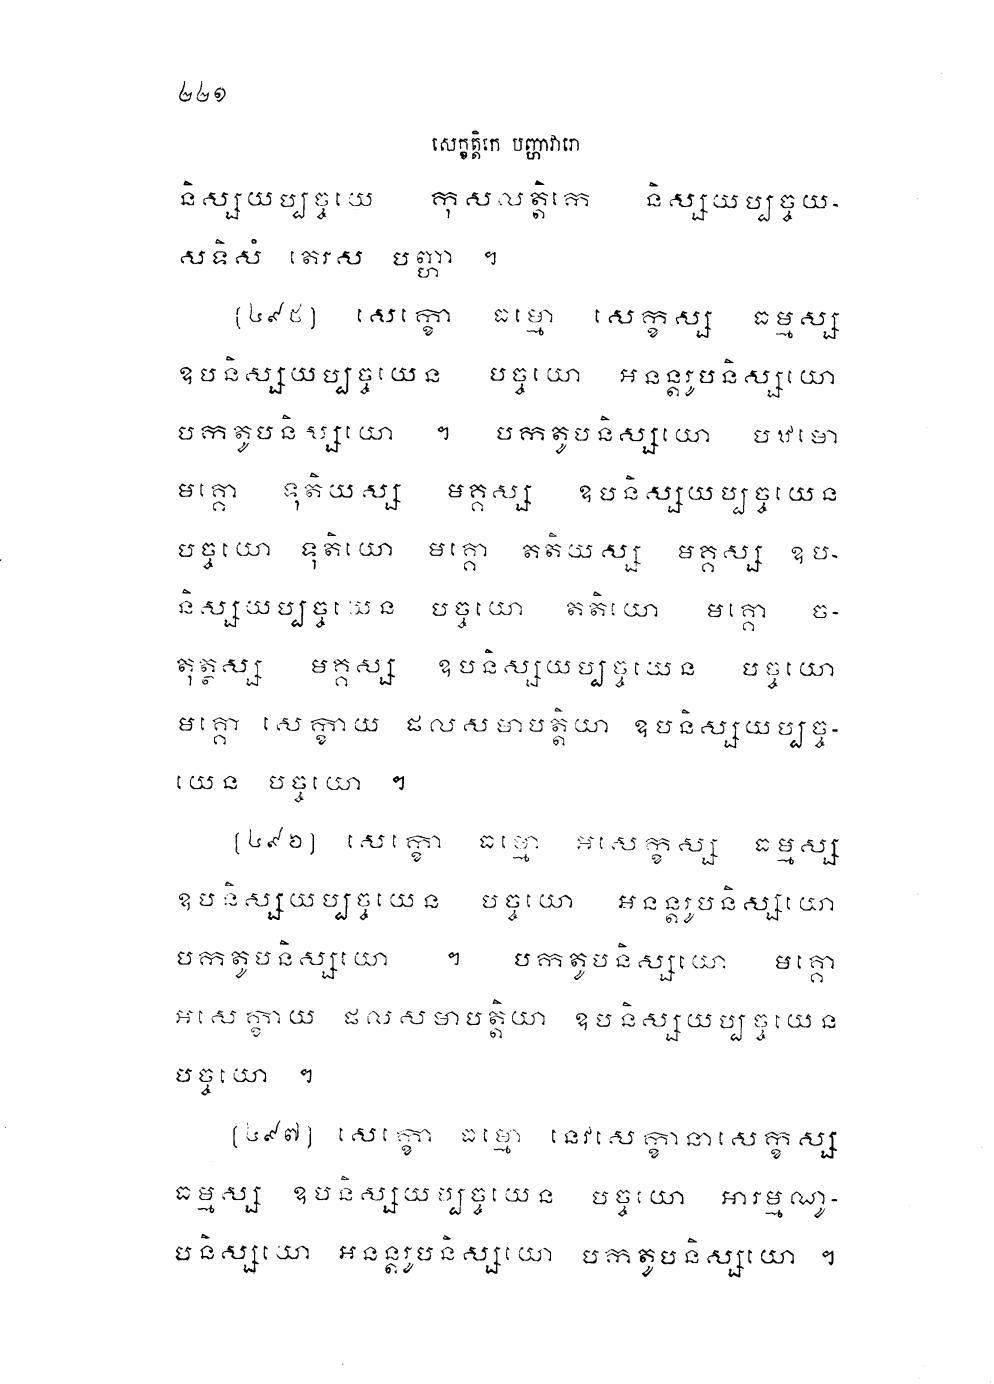 ២២១
សេក្ខត្តិកេ បញ្ហាវារោ
និស្សយប្បច្ចយេ កុសលត្តិកេ និស្សយប្បច្ចយ-
សទិសំ តេរស បញ្ហា ។
(៤៩៥) សេក្ខោ ធម្មោ សេក្ខស្ស ធម្មស្ស
ឧបនិស្សយប្បច្ចយេន បច្ចយោ អនន្តរូបនិស្សយោ
បកតូបនិស្សយោ ។ បកតូបនិស្សយោ បឋមោ
មគ្គោ ទុតិយស្ស មគ្គស្ស ឧបនិស្សយប្បច្ចយេន
បច្ចយោ ទុតិយោ មគ្គោ តតិយស្ស មគ្គស្ស ឧប-
និស្សយប្បច្ចយេន បច្ចយោ តតិយោ មគ្គោ ច-
តុត្ថស្ស មគ្គស្ស ឧបនិស្សយប្បច្ចយេន បច្ចយោ
មគ្គោ សេក្ខាយ ផលសមាបត្តិយា ឧបនិស្សយប្បច្ច-
យេន បច្ចយោ ។
(៤៩៦) សេក្ខោ ធម្មោ អសេក្ខស្ស ធម្មស្ស
ឧបនិស្សយប្បច្ចយេន បច្ចយោ អនន្តរូបនិស្សយោ
បកតូបនិស្សយោ ។ បកតូបនិស្សយោ មគ្គោ
អសេក្ខាយ ផលសមាបត្តិយា ឧបនិស្សយប្បច្ចយេន
បច្ចយោ ។
(៤៩៧) សេក្ខោ ធម្មោ នេវសេក្ខានាសេក្ខស្ស
ធម្មស្ស ឧបនិស្សយប្បច្ចយេន បច្ចយោ អារម្មណូ-
បនិស្សយោ អនន្តរូបនិស្សយោ បកតូបនិស្សយោ ។